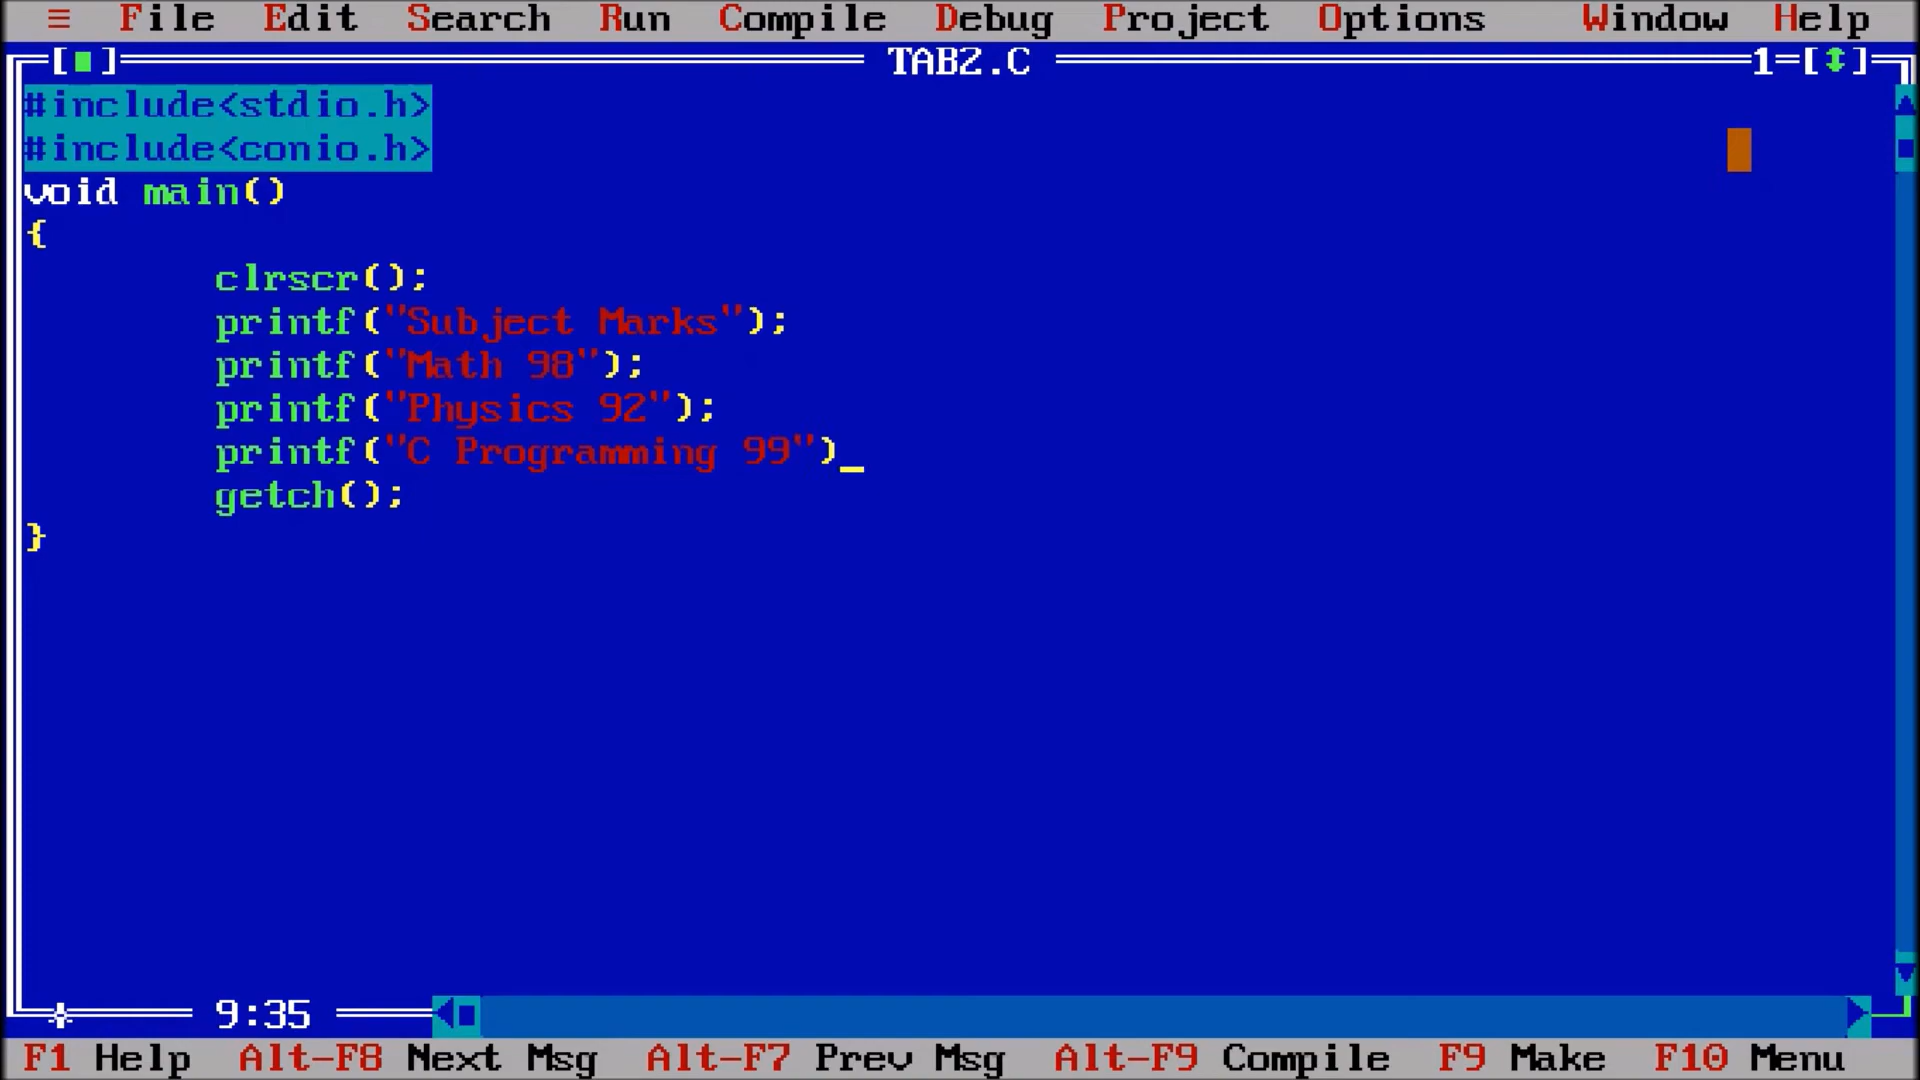 ≡ File Edit Search Run Compile Debug Project Options Window Help
[■] TAB2.C 1=[↕]
#include<stdio.h>
#include<conio.h>
void main()
{
clrscr();
printf("Subject Marks");
printf("Math 98");
printf("Physics 92");
printf("C Programming 99")_
getch();
}
9:35
F1 Help Alt-F8 Next Msg Alt-F7 Prev Msg Alt-F9 Compile F9 Make F10 Menu